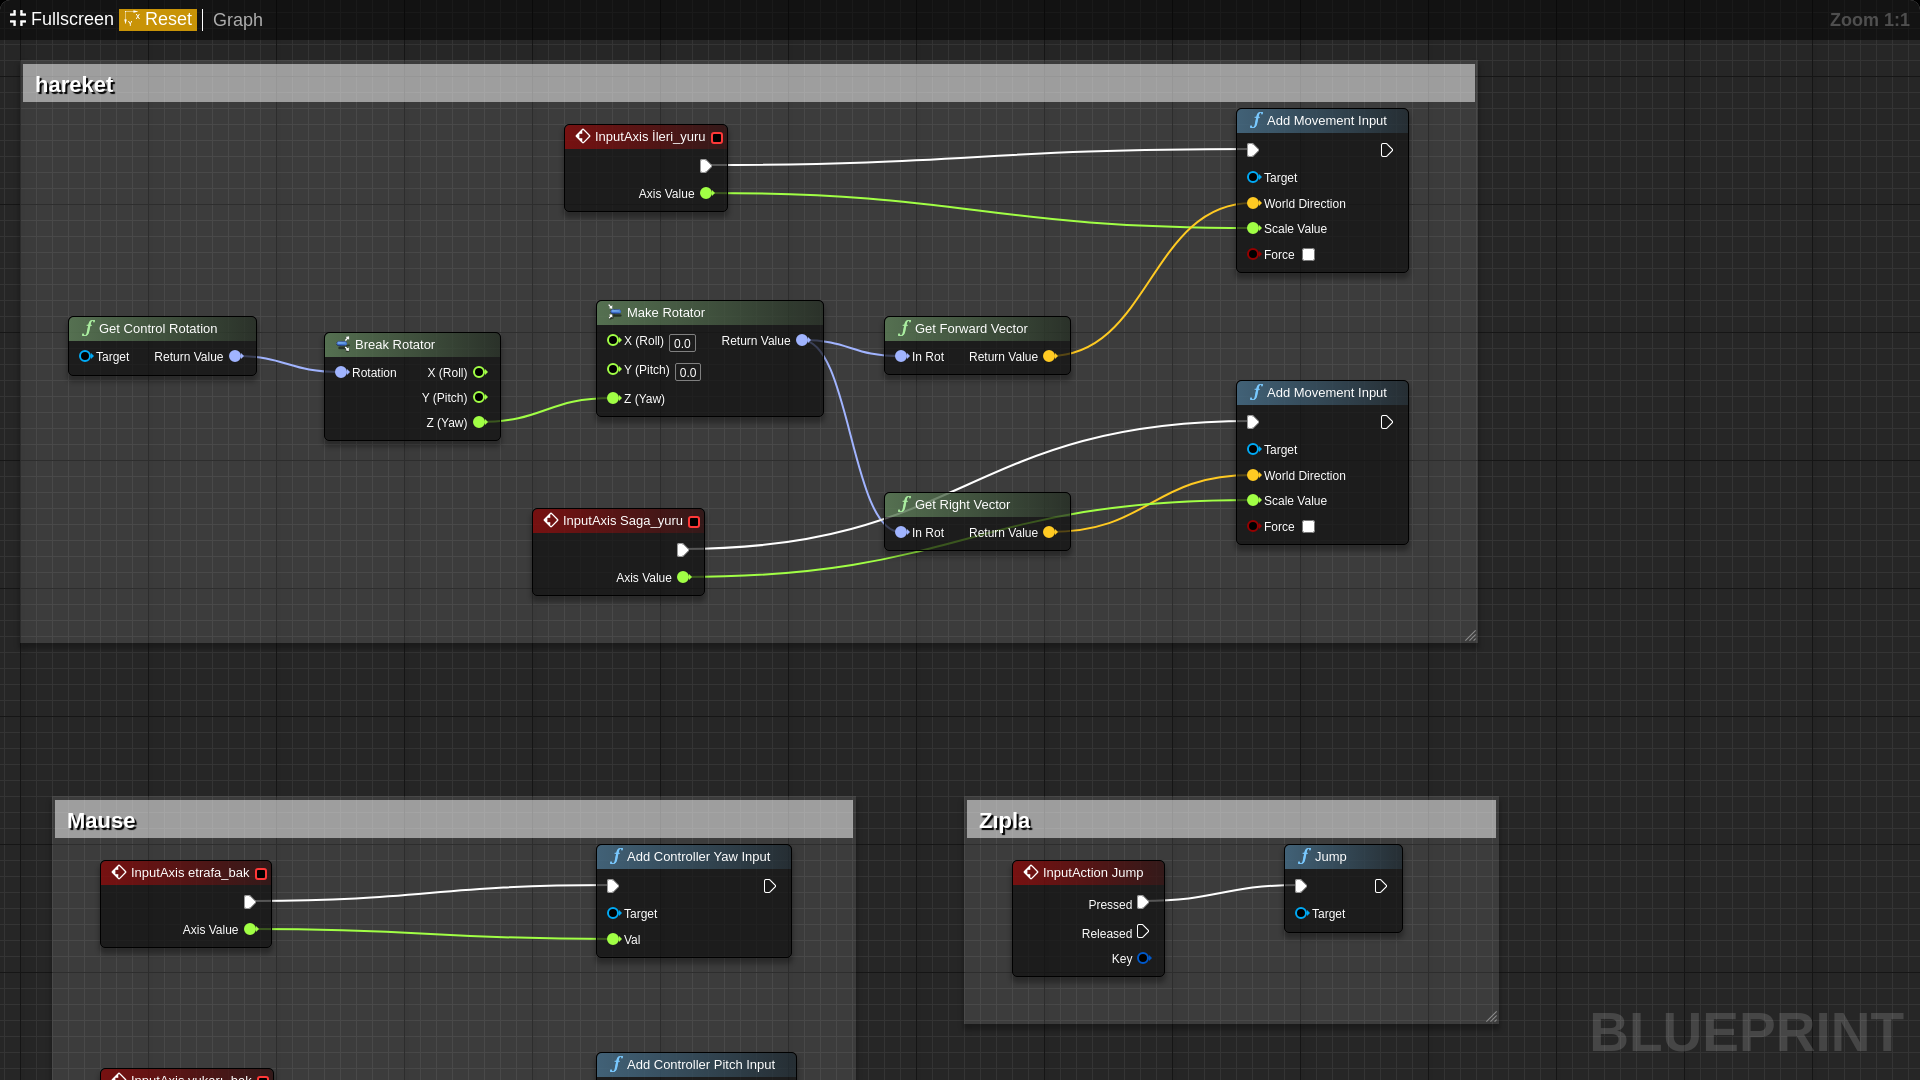 Fullscreen Reset Graph Zoom 1:1
hareket
InputAxis İleri_yuru
Axis Value
Add Movement Input
Target
World Direction
Scale Value
Force
Get Control Rotation
Target Return Value
Break Rotator
Rotation X (Roll)
Y (Pitch)
Z (Yaw)
Make Rotator
X (Roll) 0.0 Return Value
Y (Pitch) 0.0
Z (Yaw)
Get Forward Vector
In Rot Return Value
Add Movement Input
Target
World Direction
Scale Value
Force
Get Right Vector
In Rot Return Value
InputAxis Saga_yuru
Axis Value
Mause
InputAxis etrafa_bak
Axis Value
Add Controller Yaw Input
Target
Val
InputAxis yukarı_bak
Add Controller Pitch Input
Zıpla
InputAction Jump
Pressed
Released
Key
Jump
Target
BLUEPRINT